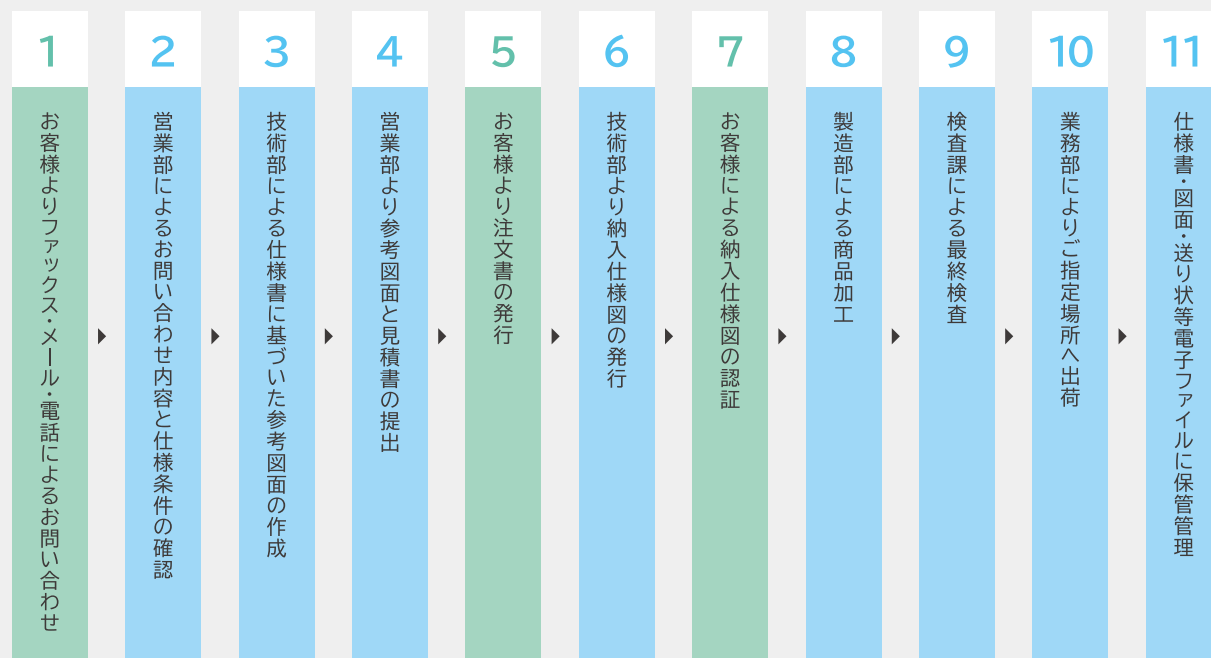 1
お客様よりファックス・メール・電話によるお問い合わせ
2
営業部によるお問い合わせ内容と仕様条件の確認
3
技術部による仕様書に基づいた参考図面の作成
4
営業部より参考図面と見積書の提出
5
お客様より注文書の発行
6
技術部より納入仕様図の発行
7
お客様による納入仕様図の認証
8
製造部による商品加工
9
検査課による最終検査
10
業務部によりご指定場所へ出荷
11
仕様書・図面・送り状等電子ファイルに保管管理